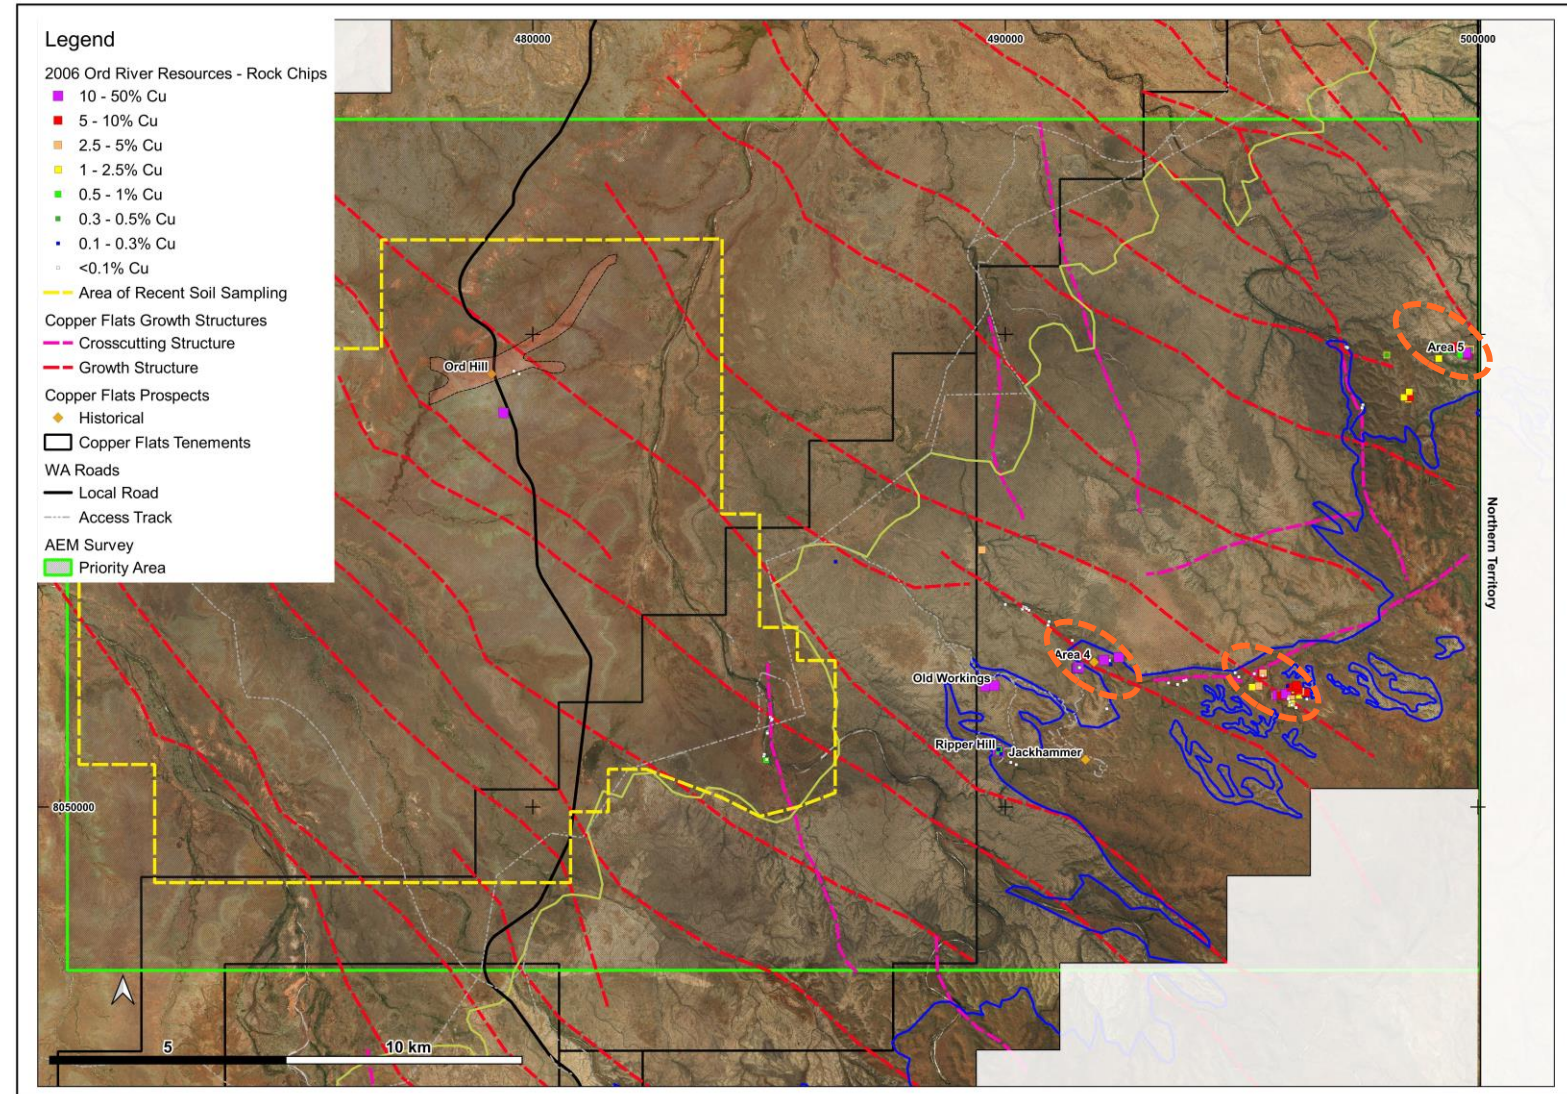 Legend
2006 Ord River Resources - Rock Chips
10 - 50% Cu
5 - 10% Cu
2.5 - 5% Cu
1 - 2.5% Cu
0.5 - 1% Cu
0.3 - 0.5% Cu
0.1 - 0.3% Cu
<0.1% Cu
Area of Recent Soil Sampling
Copper Flats Growth Structures
Crosscutting Structure
Growth Structure
Copper Flats Prospects
Historical
Copper Flats Tenements
WA Roads
Local Road
Access Track
AEM Survey
Priority Area
480000
490000
500000
Area 5
Ord Hill
Northern Territory
Area 4
Old Workings
Ripper Hill
Jackhammer
8050000
5
10 km